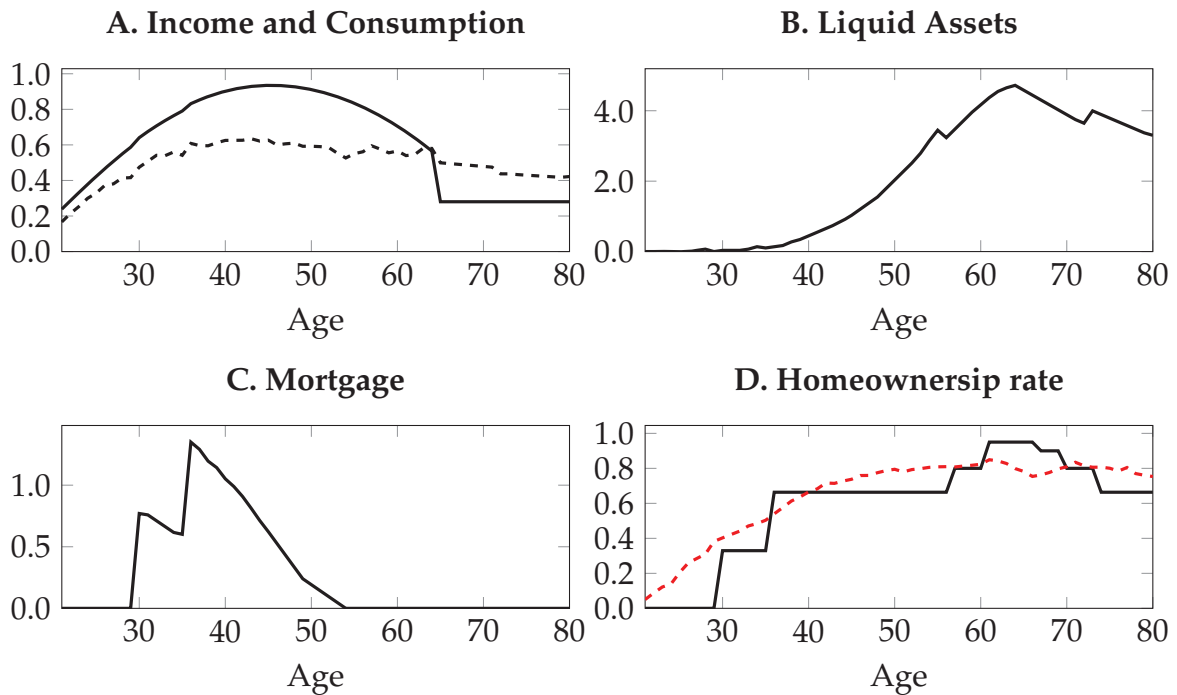 A. Income and Consumption
1.0
0.8
0.6
0.4
0.2
0.0
30 40 50 60 70 80
Age
B. Liquid Assets
4.0
2.0
0.0
30 40 50 60 70 80
Age
C. Mortgage
1.0
0.5
0.0
30 40 50 60 70 80
Age
D. Homeownersip rate
1.0
0.8
0.6
0.4
0.2
0.0
30 40 50 60 70 80
Age